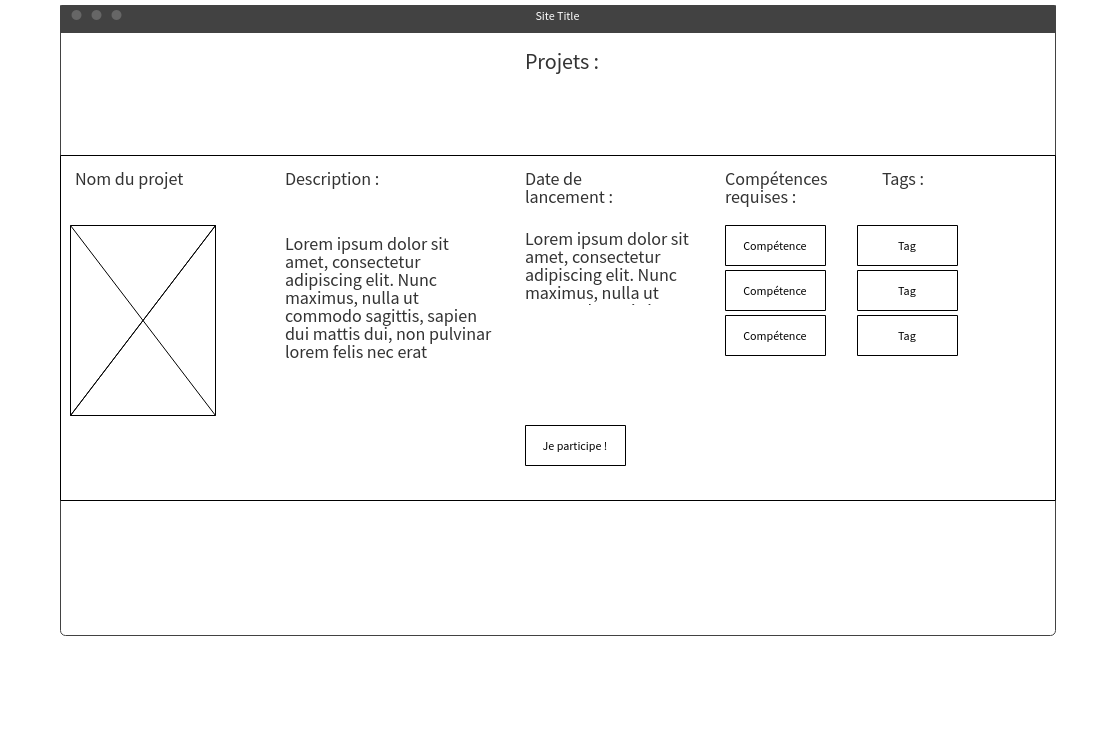 Site Title
Projets :
Nom du projet
Description :
Date de
lancement :
Compétences
requises :
Tags :
Lorem ipsum dolor sit
amet, consectetur
adipiscing elit. Nunc
maximus, nulla ut
commodo sagittis, sapien
dui mattis dui, non pulvinar
lorem felis nec erat
Lorem ipsum dolor sit
amet, consectetur
adipiscing elit. Nunc
maximus, nulla ut
Compétence
Compétence
Compétence
Tag
Tag
Tag
Je participe !